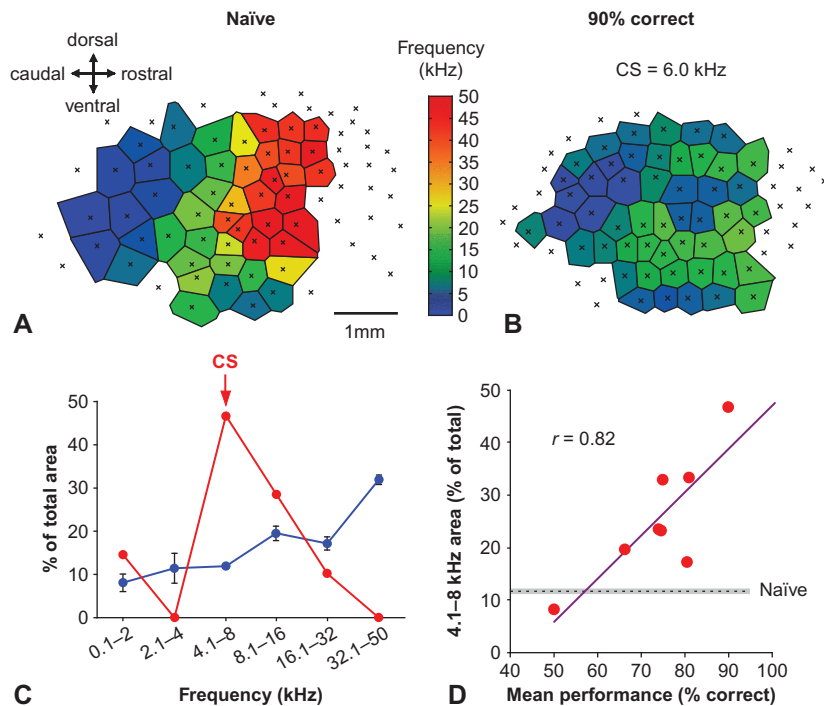 Naïve
90% correct
dorsal
caudal
rostral
ventral
Frequency
(kHz)
50
45
40
35
30
25
20
15
10
5
0
CS = 6.0 kHz
A
1mm
B
CS
50
40
30
20
10
0
% of total area
0.1–2
2.1–4
4.1–8
8.1–16
16.1–32
32.1–50
C
Frequency (kHz)
50
40
30
20
10
0
4.1–8 kHz area (% of total)
r = 0.82
Naïve
40
50
60
70
80
90
100
D
Mean performance (% correct)